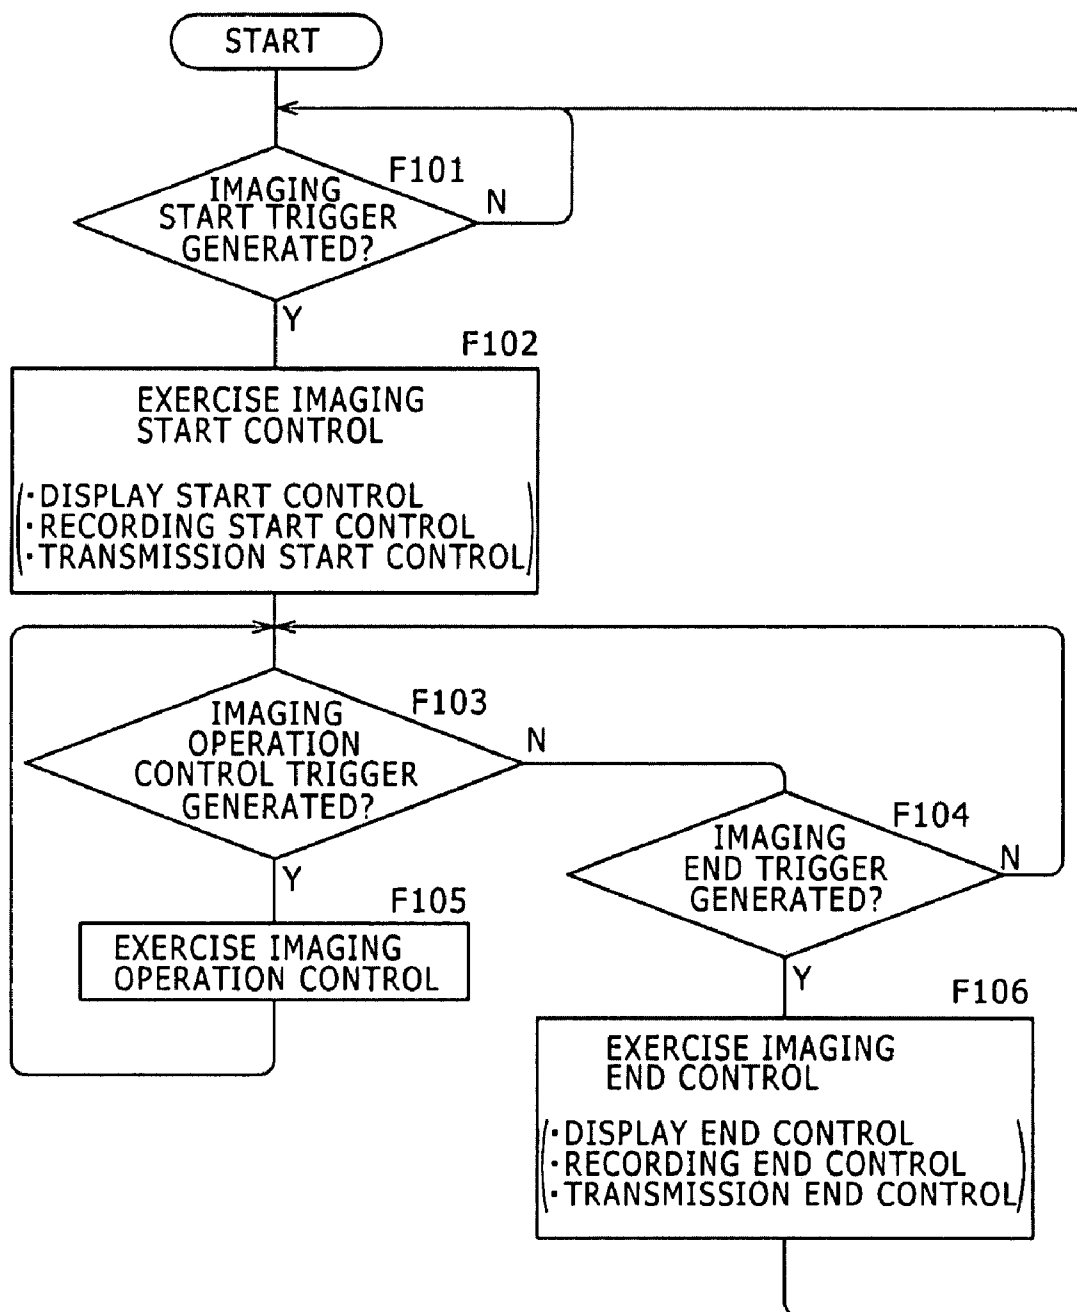 START
F101
IMAGING
START TRIGGER
GENERATED?
N
Y
F102
EXERCISE IMAGING
START CONTROL
(·DISPLAY START CONTROL
·RECORDING START CONTROL
·TRANSMISSION START CONTROL)
F103
IMAGING
OPERATION
CONTROL TRIGGER
GENERATED?
N
Y
F104
IMAGING
END TRIGGER
GENERATED?
N
Y
F105
EXERCISE IMAGING
OPERATION CONTROL
F106
EXERCISE IMAGING
END CONTROL
(·DISPLAY END CONTROL
·RECORDING END CONTROL
·TRANSMISSION END CONTROL)